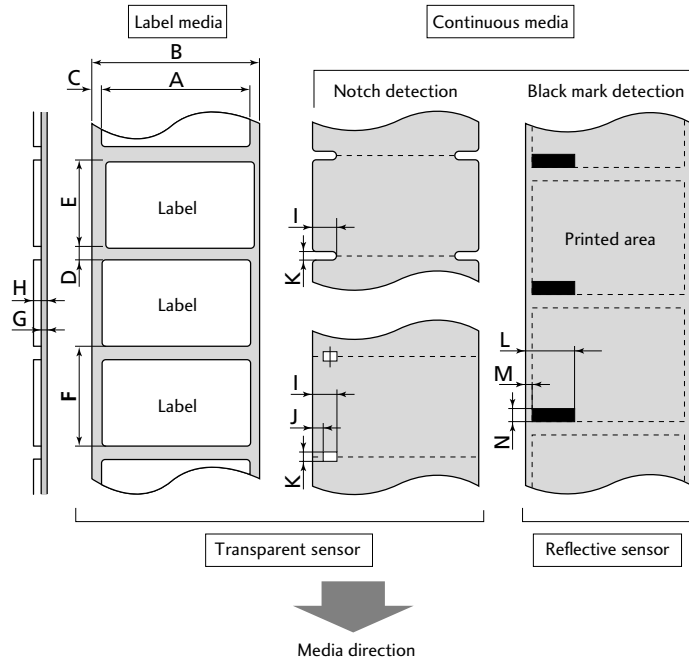 Label media
Continuous media
B
C
A
Notch detection
Black mark detection
E
Label
I
Printed area
D
K
H
Label
G
L
M
I
F
Label
J
N
K
Transparent sensor
Reflective sensor
Media direction